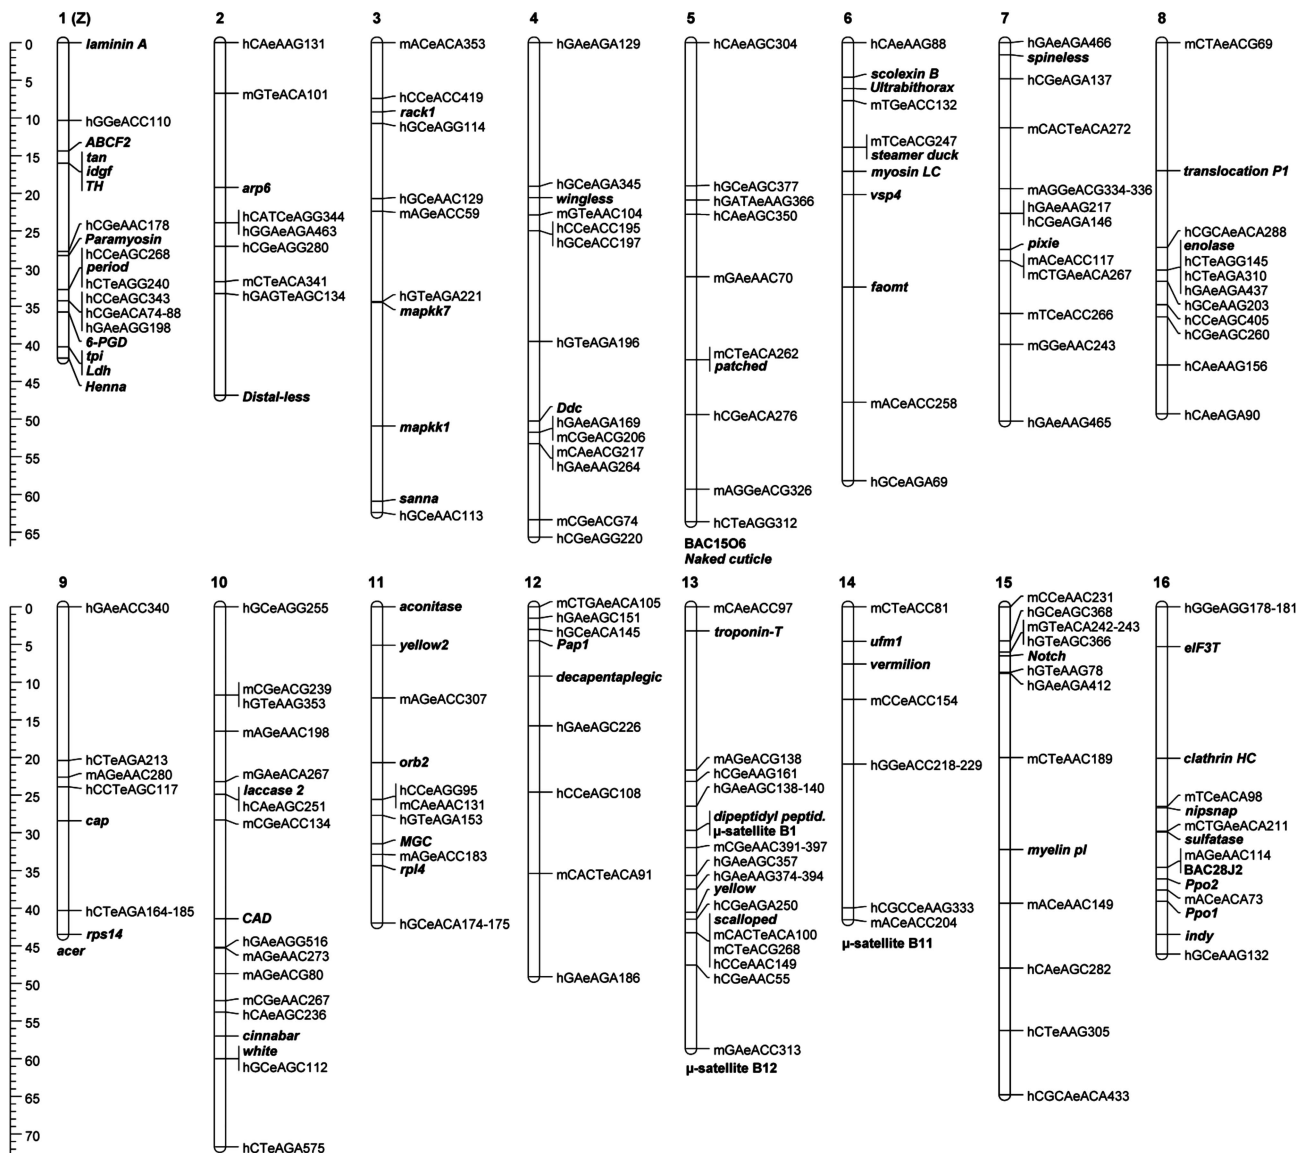 1 (Z)
laminin A
hGGeACC110
ABCF2
tan
idgf
TH
hCGeAAC178
Paramyosin
hCCeAGC268
period
hCTeAGG240
hCCeAGC343
hCGeACA74-88
hGAeAGG198
6-PGD
tpi
Ldh
Henna
2
hCAeAAG131
mGTeACA101
arp6
hCATCeAGG344
hGGAeAGA463
hCGeAGG280
mCTeACA341
hGAGTeAGC134
Distal-less
3
mACeACA353
hCCeACC419
rack1
hGCeAGG114
hGCeAAC129
mAGeACC59
hGTeAGA221
mapkk7
mapkk1
sanna
hGCeAAC113
4
hGAeAGA129
hGCeAGA345
wingless
mGTeAAC104
hCCeACC195
hGCeACC197
hGTeAGA196
Ddc
hGAeAGA169
mCGeACG206
mCAeACG217
hGAeAAG264
mCGeACG74
hCGeAGG220
5
hCAeAGC304
hGCeAGC377
hGATAeAAG366
hCAeAGC350
mGAeAAC70
mCTeACA262
patched
hCGeACA276
mAGGeACG326
hCTeAGG312
BAC15O6
Naked cuticle
6
hCAeAAG88
scolexin B
Ultrabithorax
mTGeACC132
mTCeACG247
steamer duck
myosin LC
vsp4
faomt
mACeACC258
hGCeAGA69
7
hGAeAGA466
spineless
hCGeAGA137
mCACTeACA272
mAGGeACG334-336
hGAeAAG217
hCGeAGA146
pixie
mACeACC117
mCTGAeACA267
mTCeACC266
mGGeAAC243
hGAeAAG465
8
mCTAeACG69
translocation P1
hCGCAeACA288
enolase
hCTeAGG145
hCTeAGA310
hGAeAGA437
hGCeAAG203
hCCeAGC405
hCGeAGC260
hCAeAAG156
hCAeAGA90
0
5
10
15
20
25
30
35
40
45
50
55
60
65
9
hGAeACC340
hCTeAGA213
mAGeAAC280
hCCTeAGC117
cap
hCTeAGA164-185
rps14
acer
10
hGCeAGG255
mCGeACG239
hGTeAAG353
mAGeAAC198
mGAeACA267
laccase 2
hCAeAGC251
mCGeACC134
CAD
hGAeAGG516
mGAeAAC273
mAGeACG80
mCGeAAC267
hCAeAGC236
cinnabar
white
hGCeAGC112
hCTeAGA575
11
aconitase
yellow2
mAGeACC307
orb2
hCCeAGG95
mCAeAAC131
hGTeAGA153
MGC
mAGeACC183
rpl4
hGCeACA174-175
12
mCTGAeACA105
hGAeAGC151
hGCeACA145
Pap1
decapentaplegic
hGAeAGC226
hCCeAGC108
mCACTeACA91
hGAeAGA186
13
mCAeACC97
troponin-T
mAGeACG138
hCGeAAG161
hGAeAGC138-140
dipeptidyl peptid.
µ-satellite B1
mCGeAAC391-397
hGAeAGC357
hGAeAAG374-394
yellow
hCGeAGA250
scalloped
mCACTeACA100
mCTeACG268
hCCeAAC149
hCGeAAC55
mGAeACC313
µ-satellite B12
14
mCTeACC81
ufm1
vermilion
mCCeACC154
hGGeACC218-229
hCGCCeAAG333
mACeACC204
µ-satellite B11
15
mCCeAAC231
hGCeAGC368
mGTeACA242-243
hGTeAGC366
Notch
hGTeAAG78
hGAeAGA412
mCTeAAC189
myelin pl
mACeAAC149
hCAeAGC282
hCTeAAG305
hCGCAeACA433
16
hGGeAGG178-181
eIF3T
clathrin HC
mTCeACA98
nipsnap
mCTGAeACA211
sulfatase
mAGeAAC114
BAC28J2
Ppo2
mACeACA73
Ppo1
indy
hGCeAAG132
0
5
10
15
20
25
30
35
40
45
50
55
60
65
70